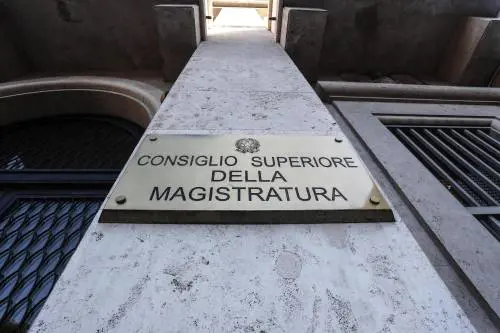 CONSIGLIO SUPERIORE
DELLA
MAGISTRATURA